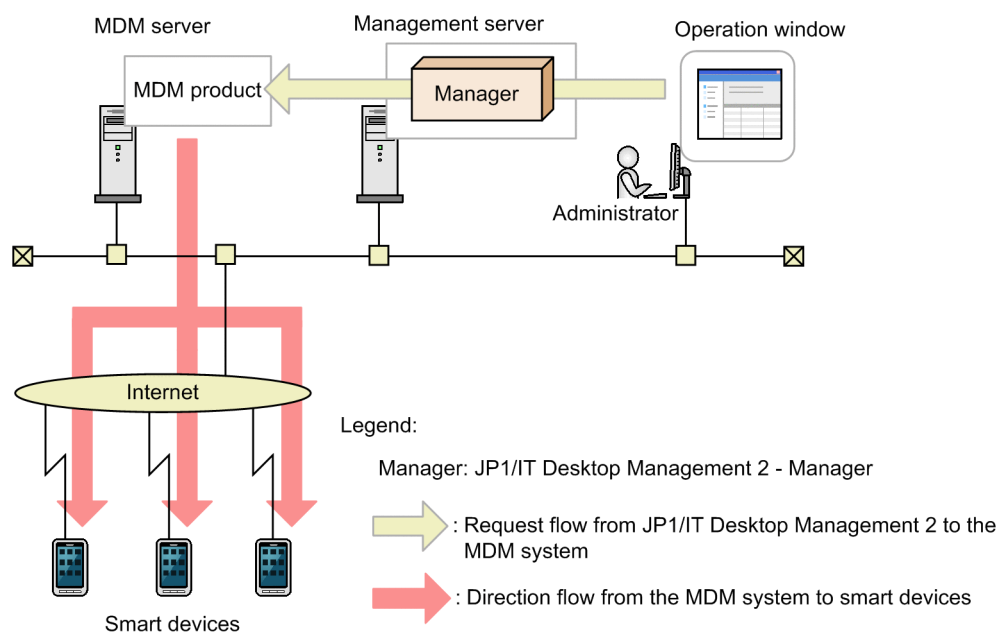 MDM server
Management server
Operation window
MDM product
Manager
Administrator
Internet
Legend:
Manager: JP1/IT Desktop Management 2 - Manager
: Request flow from JP1/IT Desktop Management 2 to the
MDM system
: Direction flow from the MDM system to smart devices
Smart devices